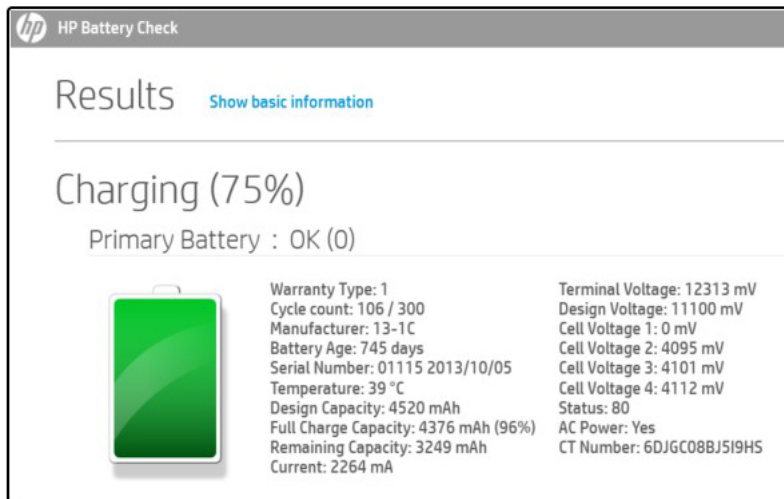 hp HP Battery Check
Results Show basic information
Charging (75%)
Primary Battery : OK (0)
Warranty Type: 1
Cycle count: 106 / 300
Manufacturer: 13-1C
Battery Age: 745 days
Serial Number: 01115 2013/10/05
Temperature: 39 °C
Design Capacity: 4520 mAh
Full Charge Capacity: 4376 mAh (96%)
Remaining Capacity: 3249 mAh
Current: 2264 mA
Terminal Voltage: 12313 mV
Design Voltage: 11100 mV
Cell Voltage 1: 0 mV
Cell Voltage 2: 4095 mV
Cell Voltage 3: 4101 mV
Cell Voltage 4: 4112 mV
Status: 80
AC Power: Yes
CT Number: 6DJGC08BJ5I9HS